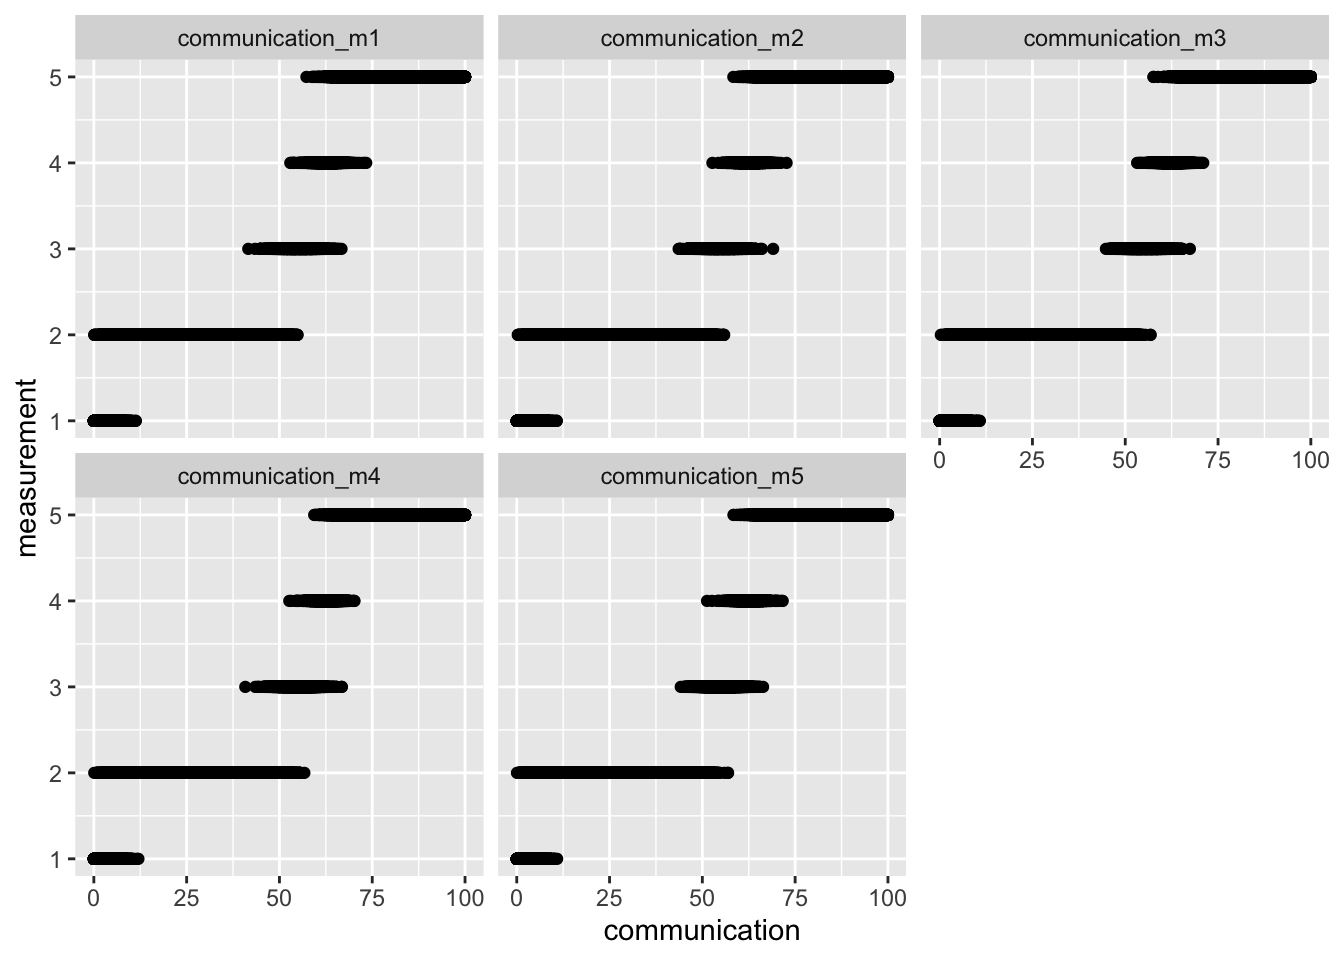 communication_m1 communication_m2 communication_m3
5
4
3
2
1
0 25 50 75 100
communication_m4 communication_m5
5
4
3
2
1
0 25 50 75 100 0 25 50 75 100
communication
measurement